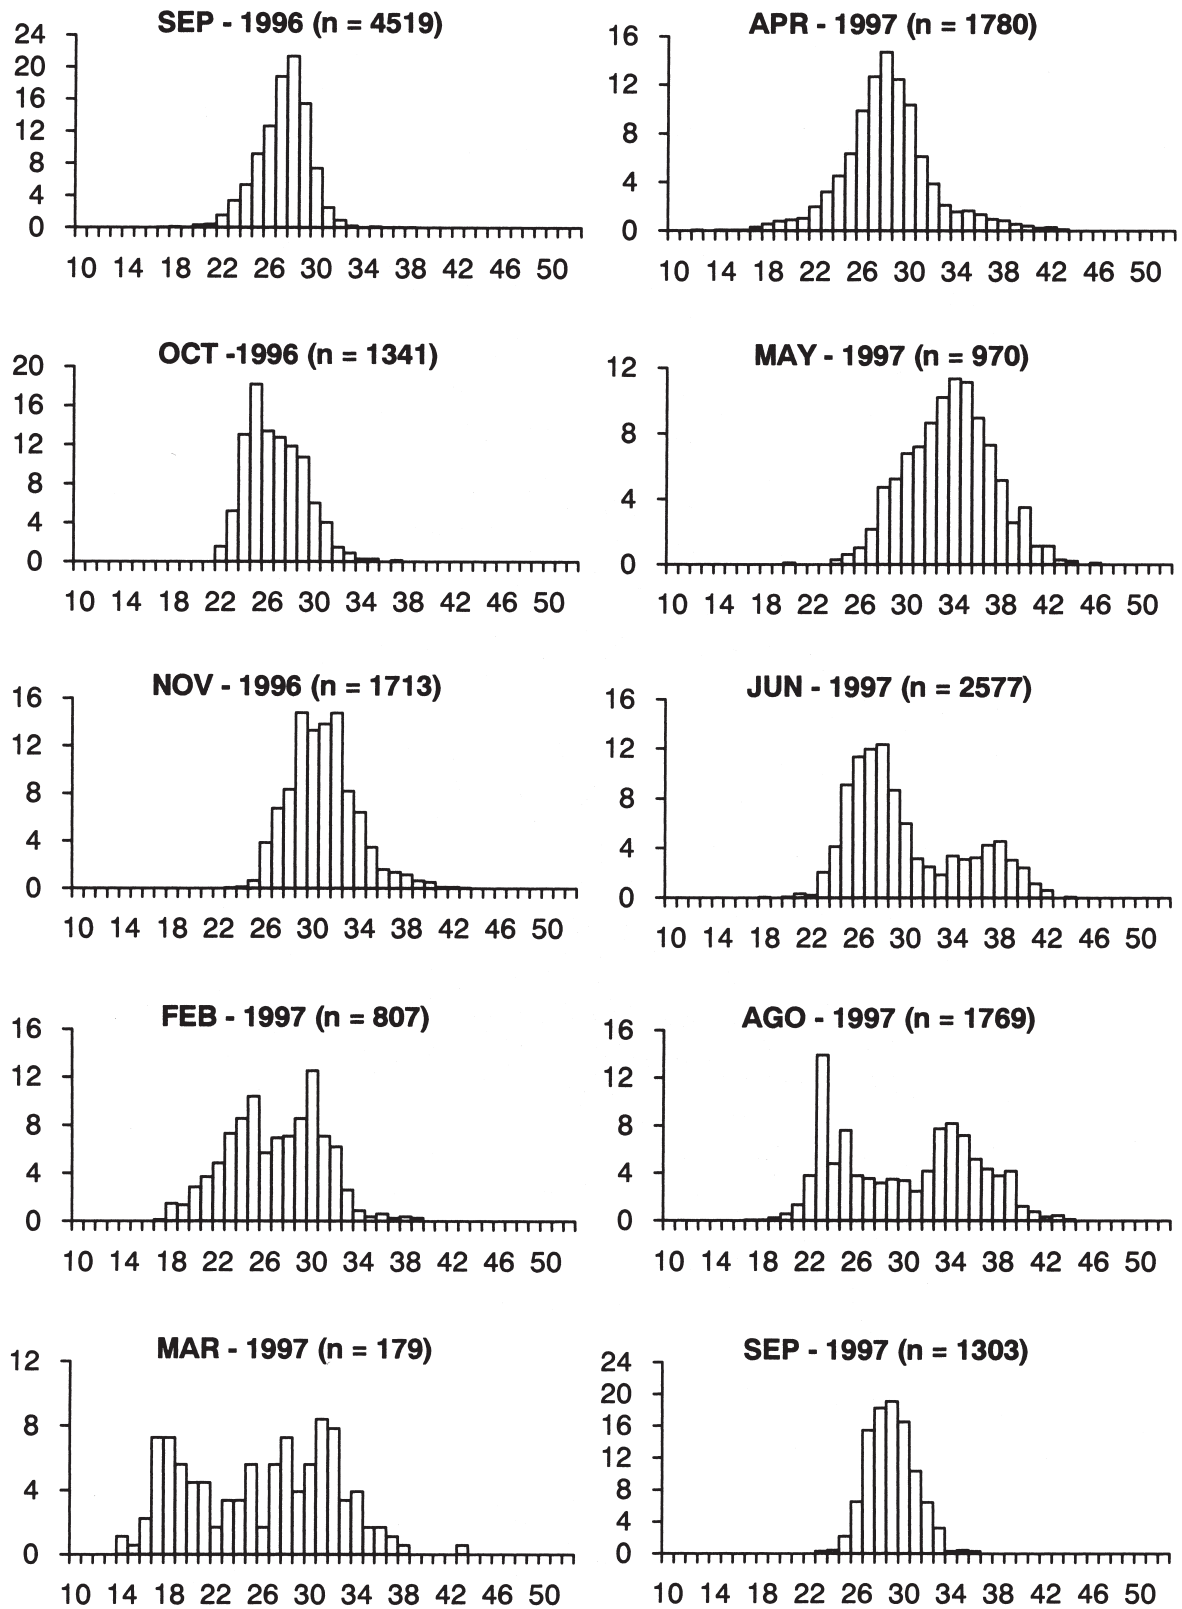 SEP - 1996 (n = 4519)
24
20
16
12
8
4
0
10 14 18 22 26 30 34 38 42 46 50
OCT -1996 (n = 1341)
20
16
12
8
4
0
10 14 18 22 26 30 34 38 42 46 50
NOV - 1996 (n = 1713)
16
12
8
4
0
10 14 18 22 26 30 34 38 42 46 50
FEB - 1997 (n = 807)
16
12
8
4
0
10 14 18 22 26 30 34 38 42 46 50
MAR - 1997 (n = 179)
12
8
4
0
10 14 18 22 26 30 34 38 42 46 50
APR - 1997 (n = 1780)
16
12
8
4
0
10 14 18 22 26 30 34 38 42 46 50
MAY - 1997 (n = 970)
12
8
4
0
10 14 18 22 26 30 34 38 42 46 50
JUN - 1997 (n = 2577)
16
12
8
4
0
10 14 18 22 26 30 34 38 42 46 50
AGO - 1997 (n = 1769)
16
12
8
4
0
10 14 18 22 26 30 34 38 42 46 50
SEP - 1997 (n = 1303)
24
20
16
12
8
4
0
10 14 18 22 26 30 34 38 42 46 50